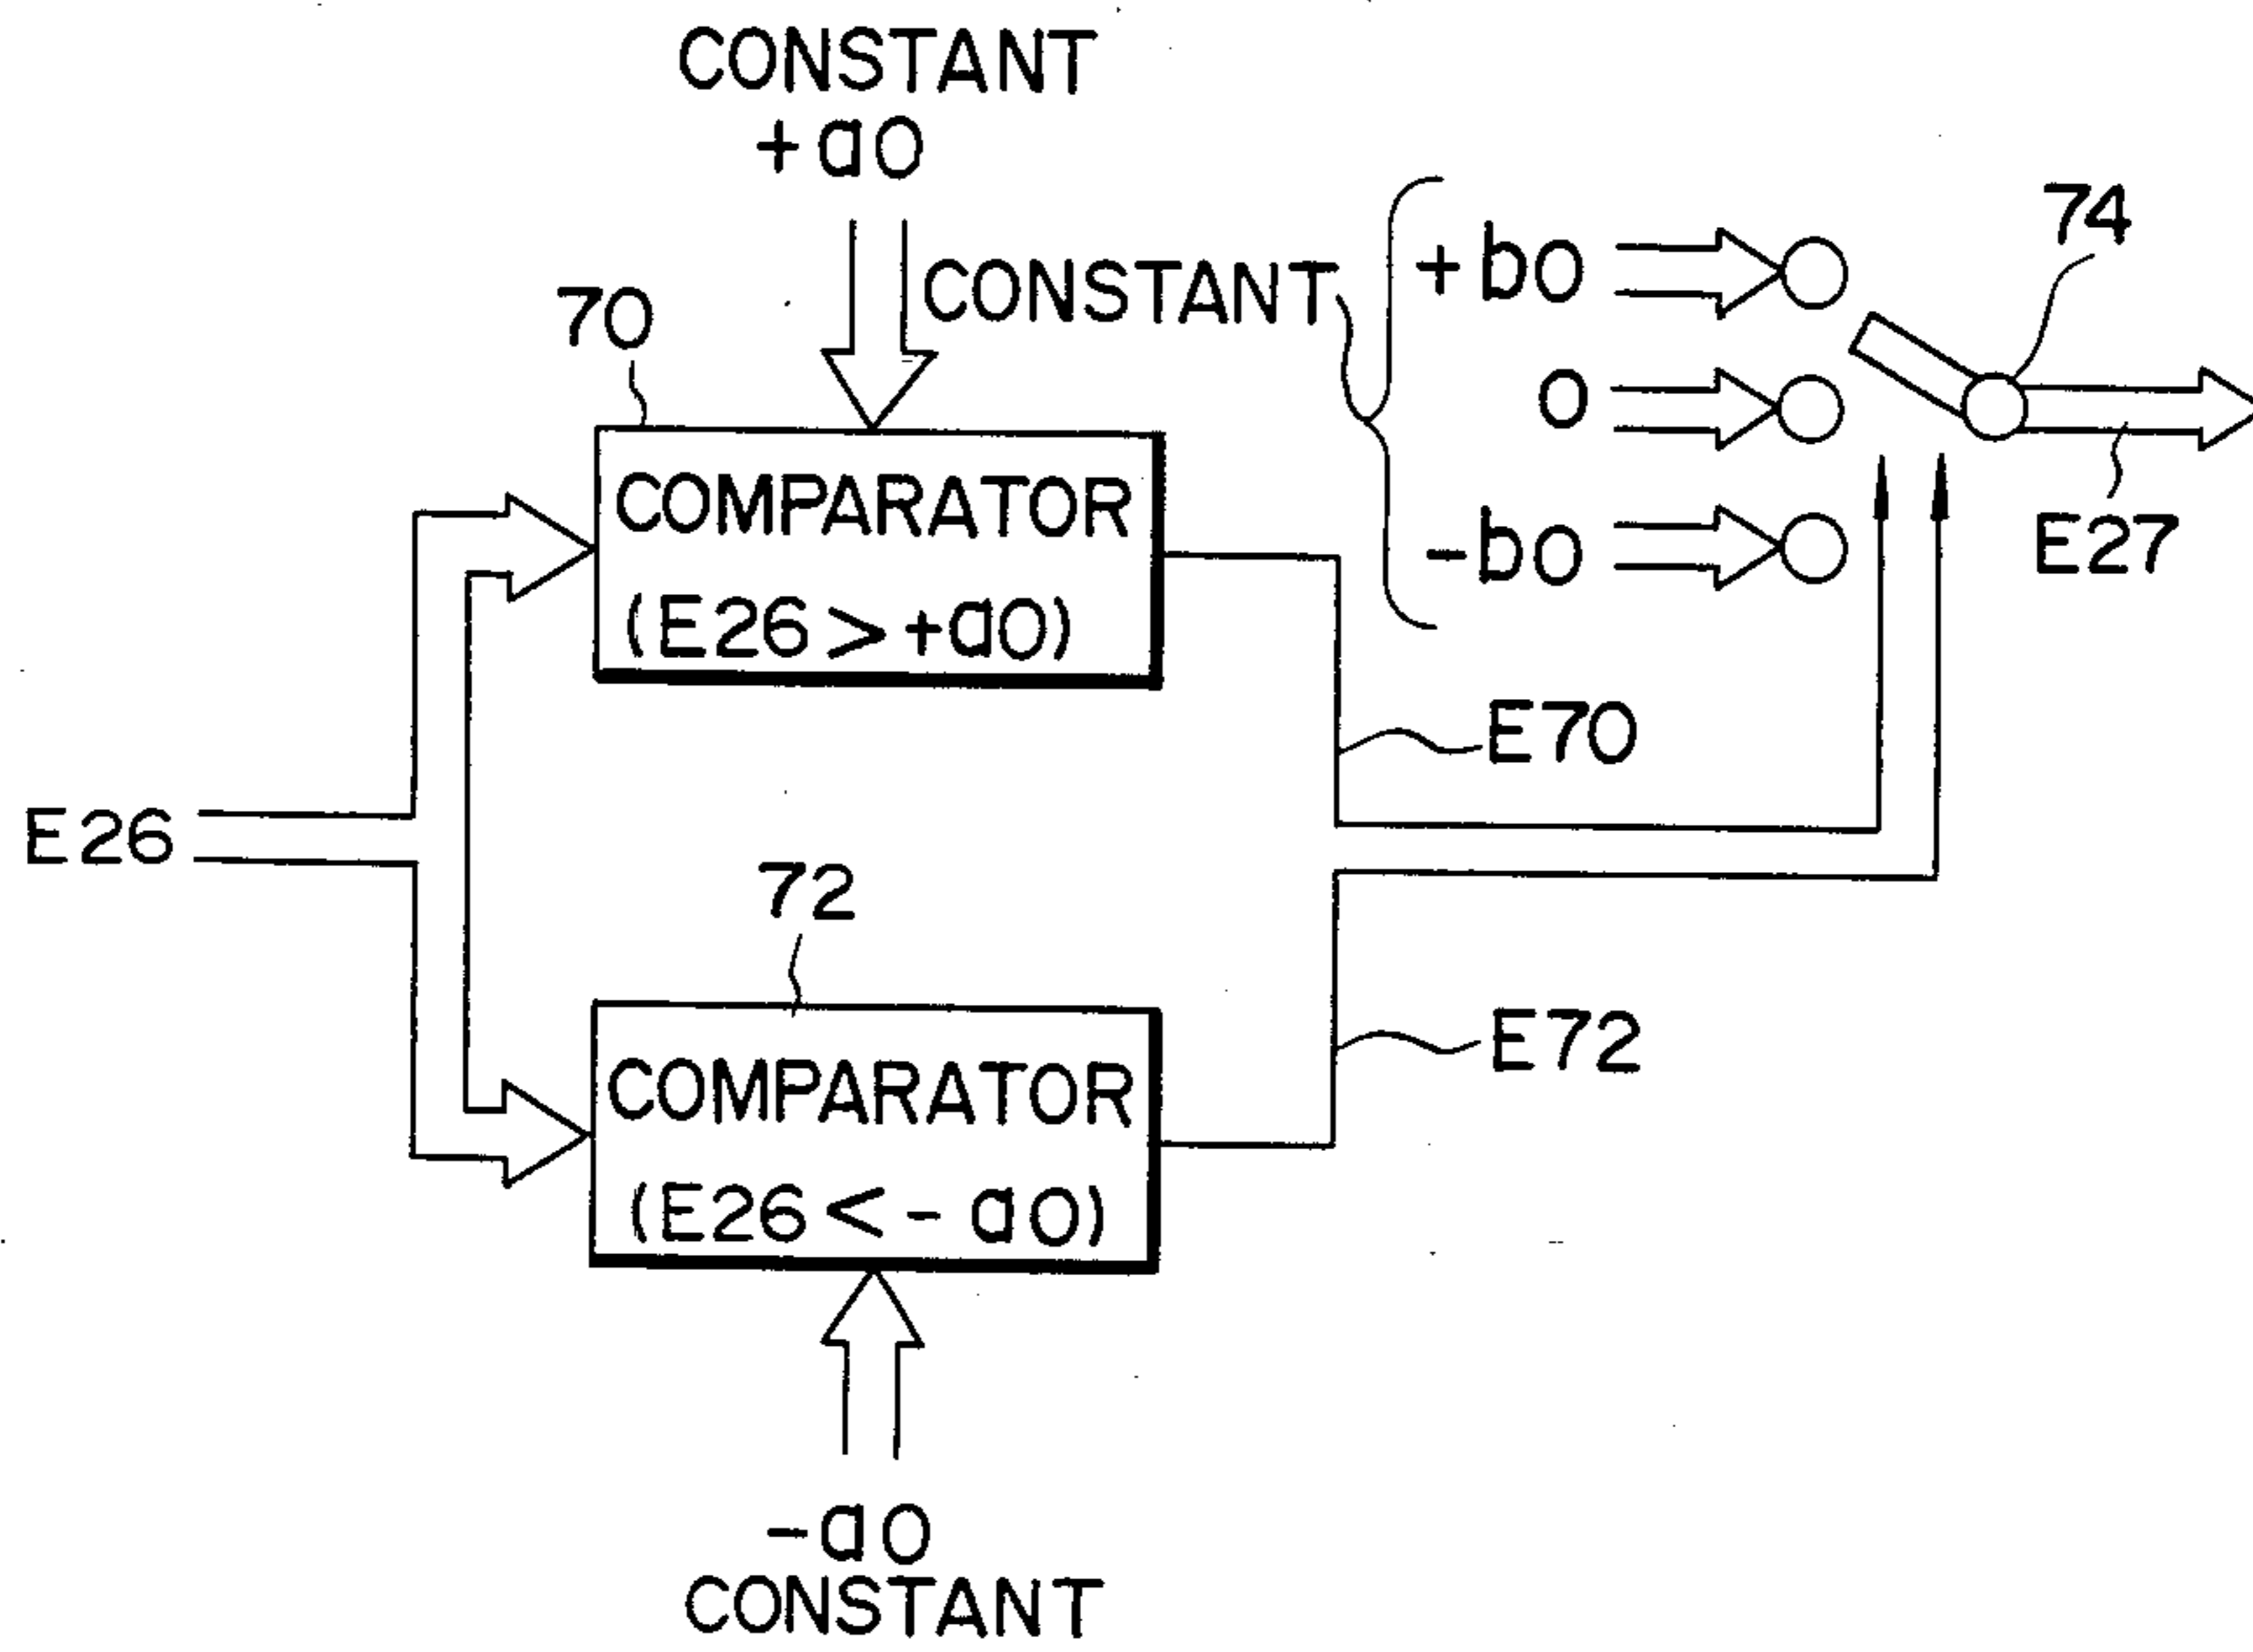 CONSTANT
+a0
70
CONSTANT
+b0
0
-b0
74
E27
COMPARATOR
(E26 > +a0)
E70
E26
72
E72
COMPARATOR
(E26 < - a0)
-a0
CONSTANT